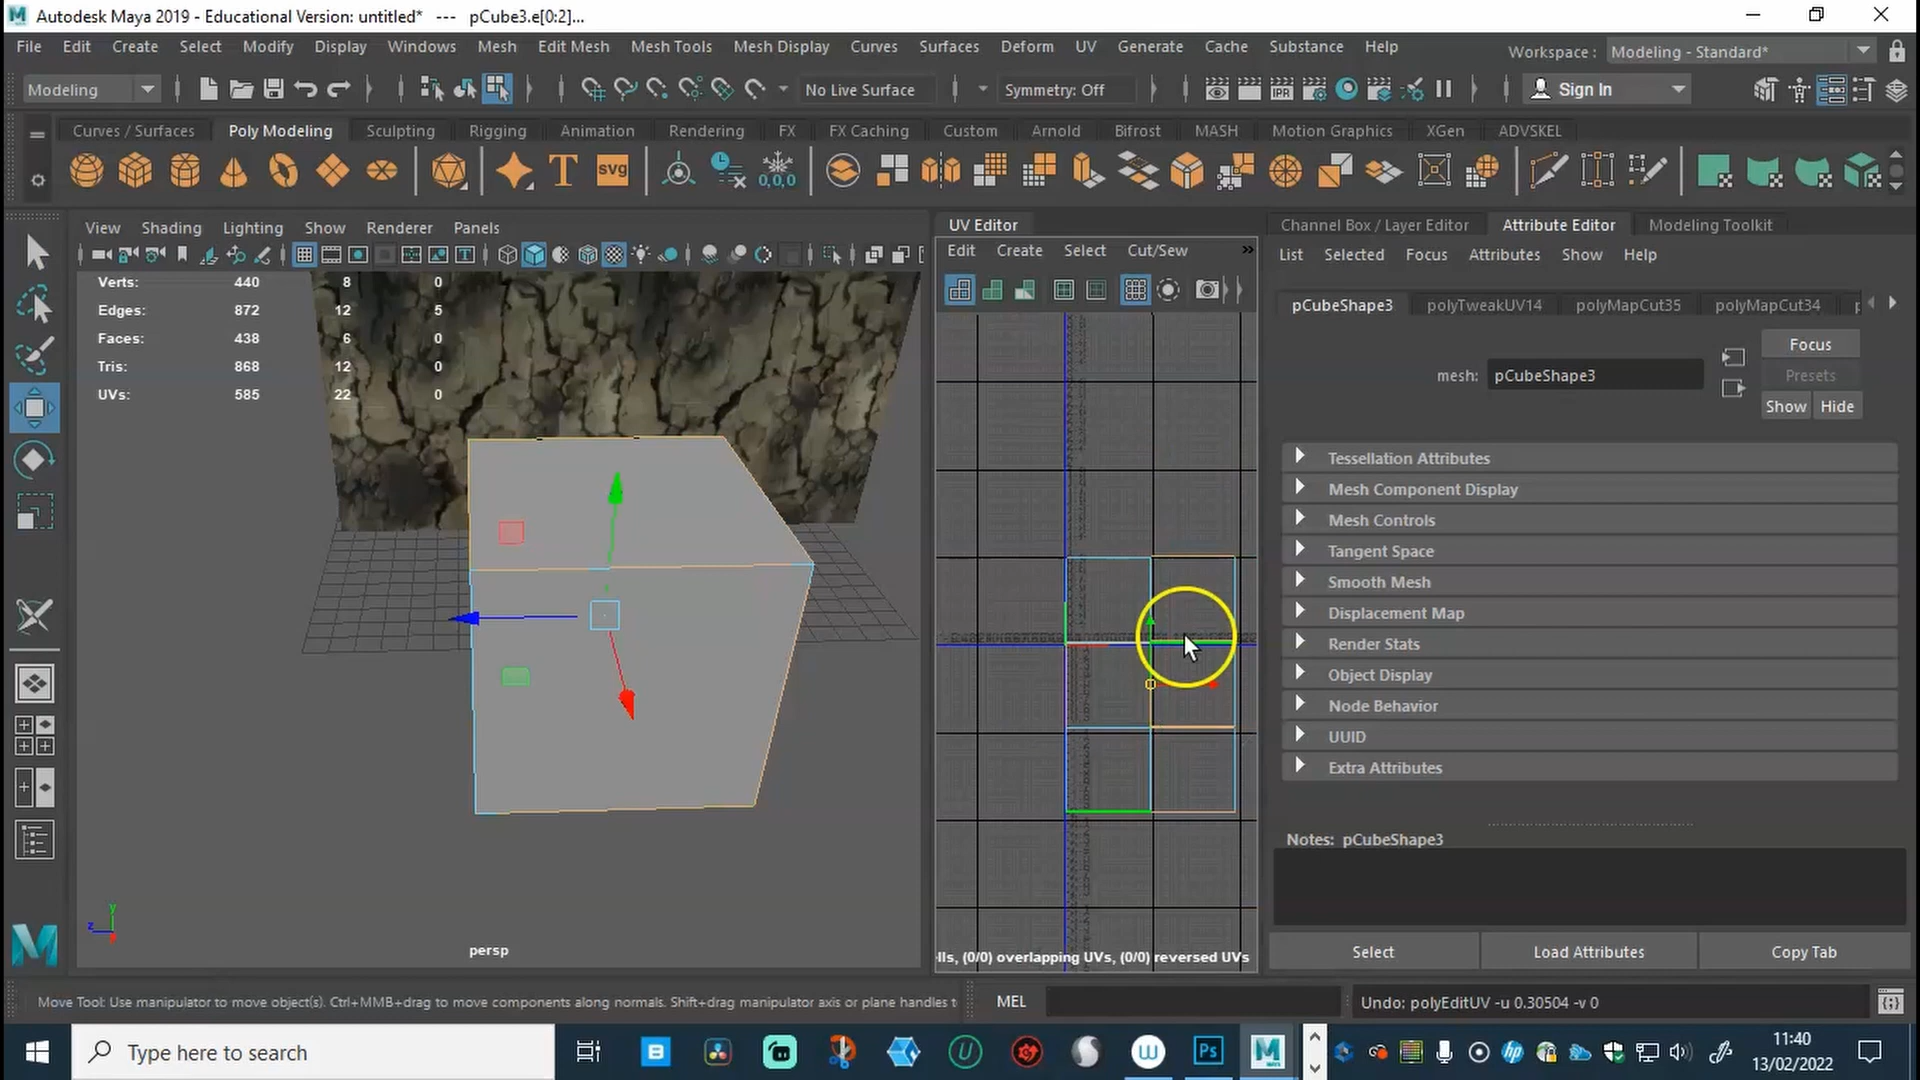 Autodesk Maya 2019 - Educational Version: untitled* --- pCube3.e[0:2]...
File Edit Create Select Modify Display Windows Mesh Edit Mesh Mesh Tools Mesh Display Curves Surfaces Deform UV Generate Cache Substance Help
Workspace : Modeling - Standard*
Modeling No Live Surface Symmetry: Off Sign In
Curves / Surfaces Poly Modeling Sculpting Rigging Animation Rendering FX FX Caching Custom Arnold Bifrost MASH Motion Graphics XGen ADVSKEL
T svg 0,0,0
View Shading Lighting Show Renderer Panels
UV Editor
Channel Box / Layer Editor Attribute Editor Modeling Toolkit
Edit Create Select Cut/Sew »
List Selected Focus Attributes Show Help
Verts: 440 8 0
Edges: 872 12 5
Faces: 438 6 0
Tris: 868 12 0
UVs: 585 22 0
pCubeShape3 polyTweakUV14 polyMapCut35 polyMapCut34
Focus
mesh: pCubeShape3
Presets
Show Hide
Tessellation Attributes
Mesh Component Display
Mesh Controls
Tangent Space
Smooth Mesh
Displacement Map
Render Stats
Object Display
Node Behavior
UUID
Extra Attributes
Notes: pCubeShape3
y
z
persp
lls, (0/0) overlapping UVs, (0/0) reversed UVs
Select Load Attributes Copy Tab
Move Tool: Use manipulator to move object(s). Ctrl+MMB+drag to move components along normals. Shift+drag manipulator axis or plane handles t
MEL
Undo: polyEditUV -u 0.30504 -v 0
Type here to search
Ps
11:40
13/02/2022